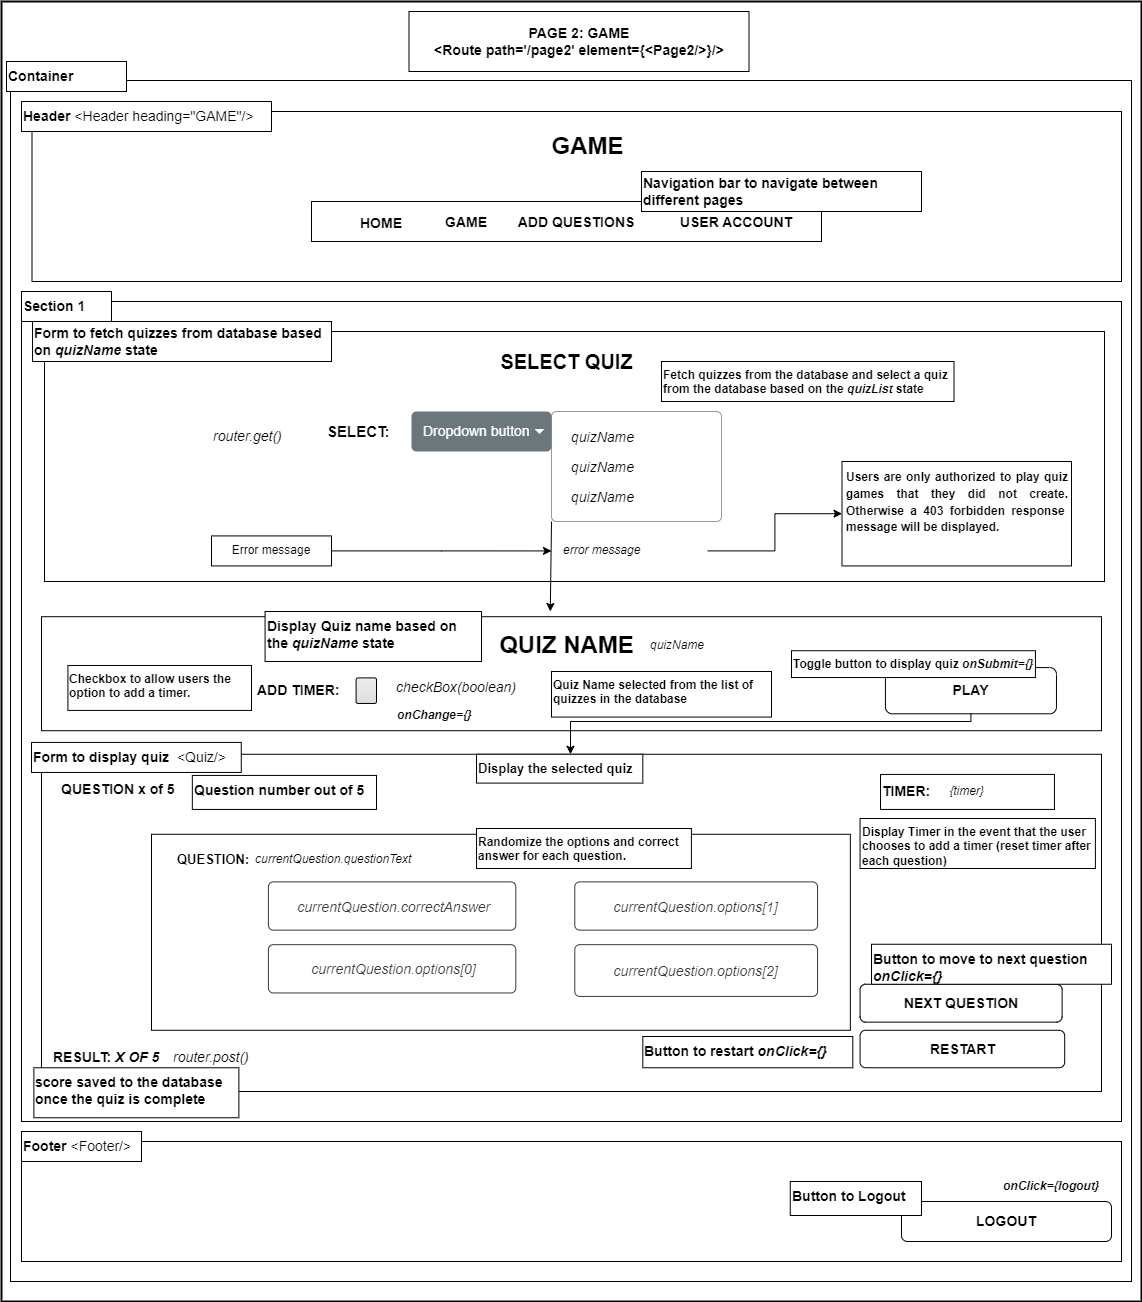 PAGE 2: GAME
<Route path='/page2' element={<Page2/>}/>
Container
Header <Header heading="GAME"/>
GAME
Navigation bar to navigate between
different pages
HOME GAME ADD QUESTIONS USER ACCOUNT
Section 1
Form to fetch quizzes from database based
on quizName state
SELECT QUIZ
Fetch quizzes from the database and select a quiz
from the database based on the quizList state
router.get() SELECT: Dropdown button
quizName
quizName
quizName
Users are only authorized to play quiz
games that they did not create.
Otherwise a 403 forbidden response
message will be displayed.
Error message
error message
Display Quiz name based on
the quizName state
QUIZ NAME quizName
Toggle button to display quiz onSubmit={}
PLAY
Checkbox to allow users the
option to add a timer.
ADD TIMER:
checkBox(boolean)
onChange={}
Quiz Name selected from the list of
quizzes in the database
Form to display quiz <Quiz/>
Display the selected quiz
QUESTION x of 5
Question number out of 5
TIMER: {timer}
Display Timer in the event that the user
chooses to add a timer (reset timer after
each question)
Randomize the options and correct
answer for each question.
QUESTION: currentQuestion.questionText
currentQuestion.correctAnswer
currentQuestion.options[1]
currentQuestion.options[0]
currentQuestion.options[2]
Button to move to next question
onClick={}
NEXT QUESTION
RESTART
Button to restart onClick={}
RESULT: X OF 5 router.post()
score saved to the database
once the quiz is complete
Footer <Footer/>
Button to Logout
onClick={logout}
LOGOUT